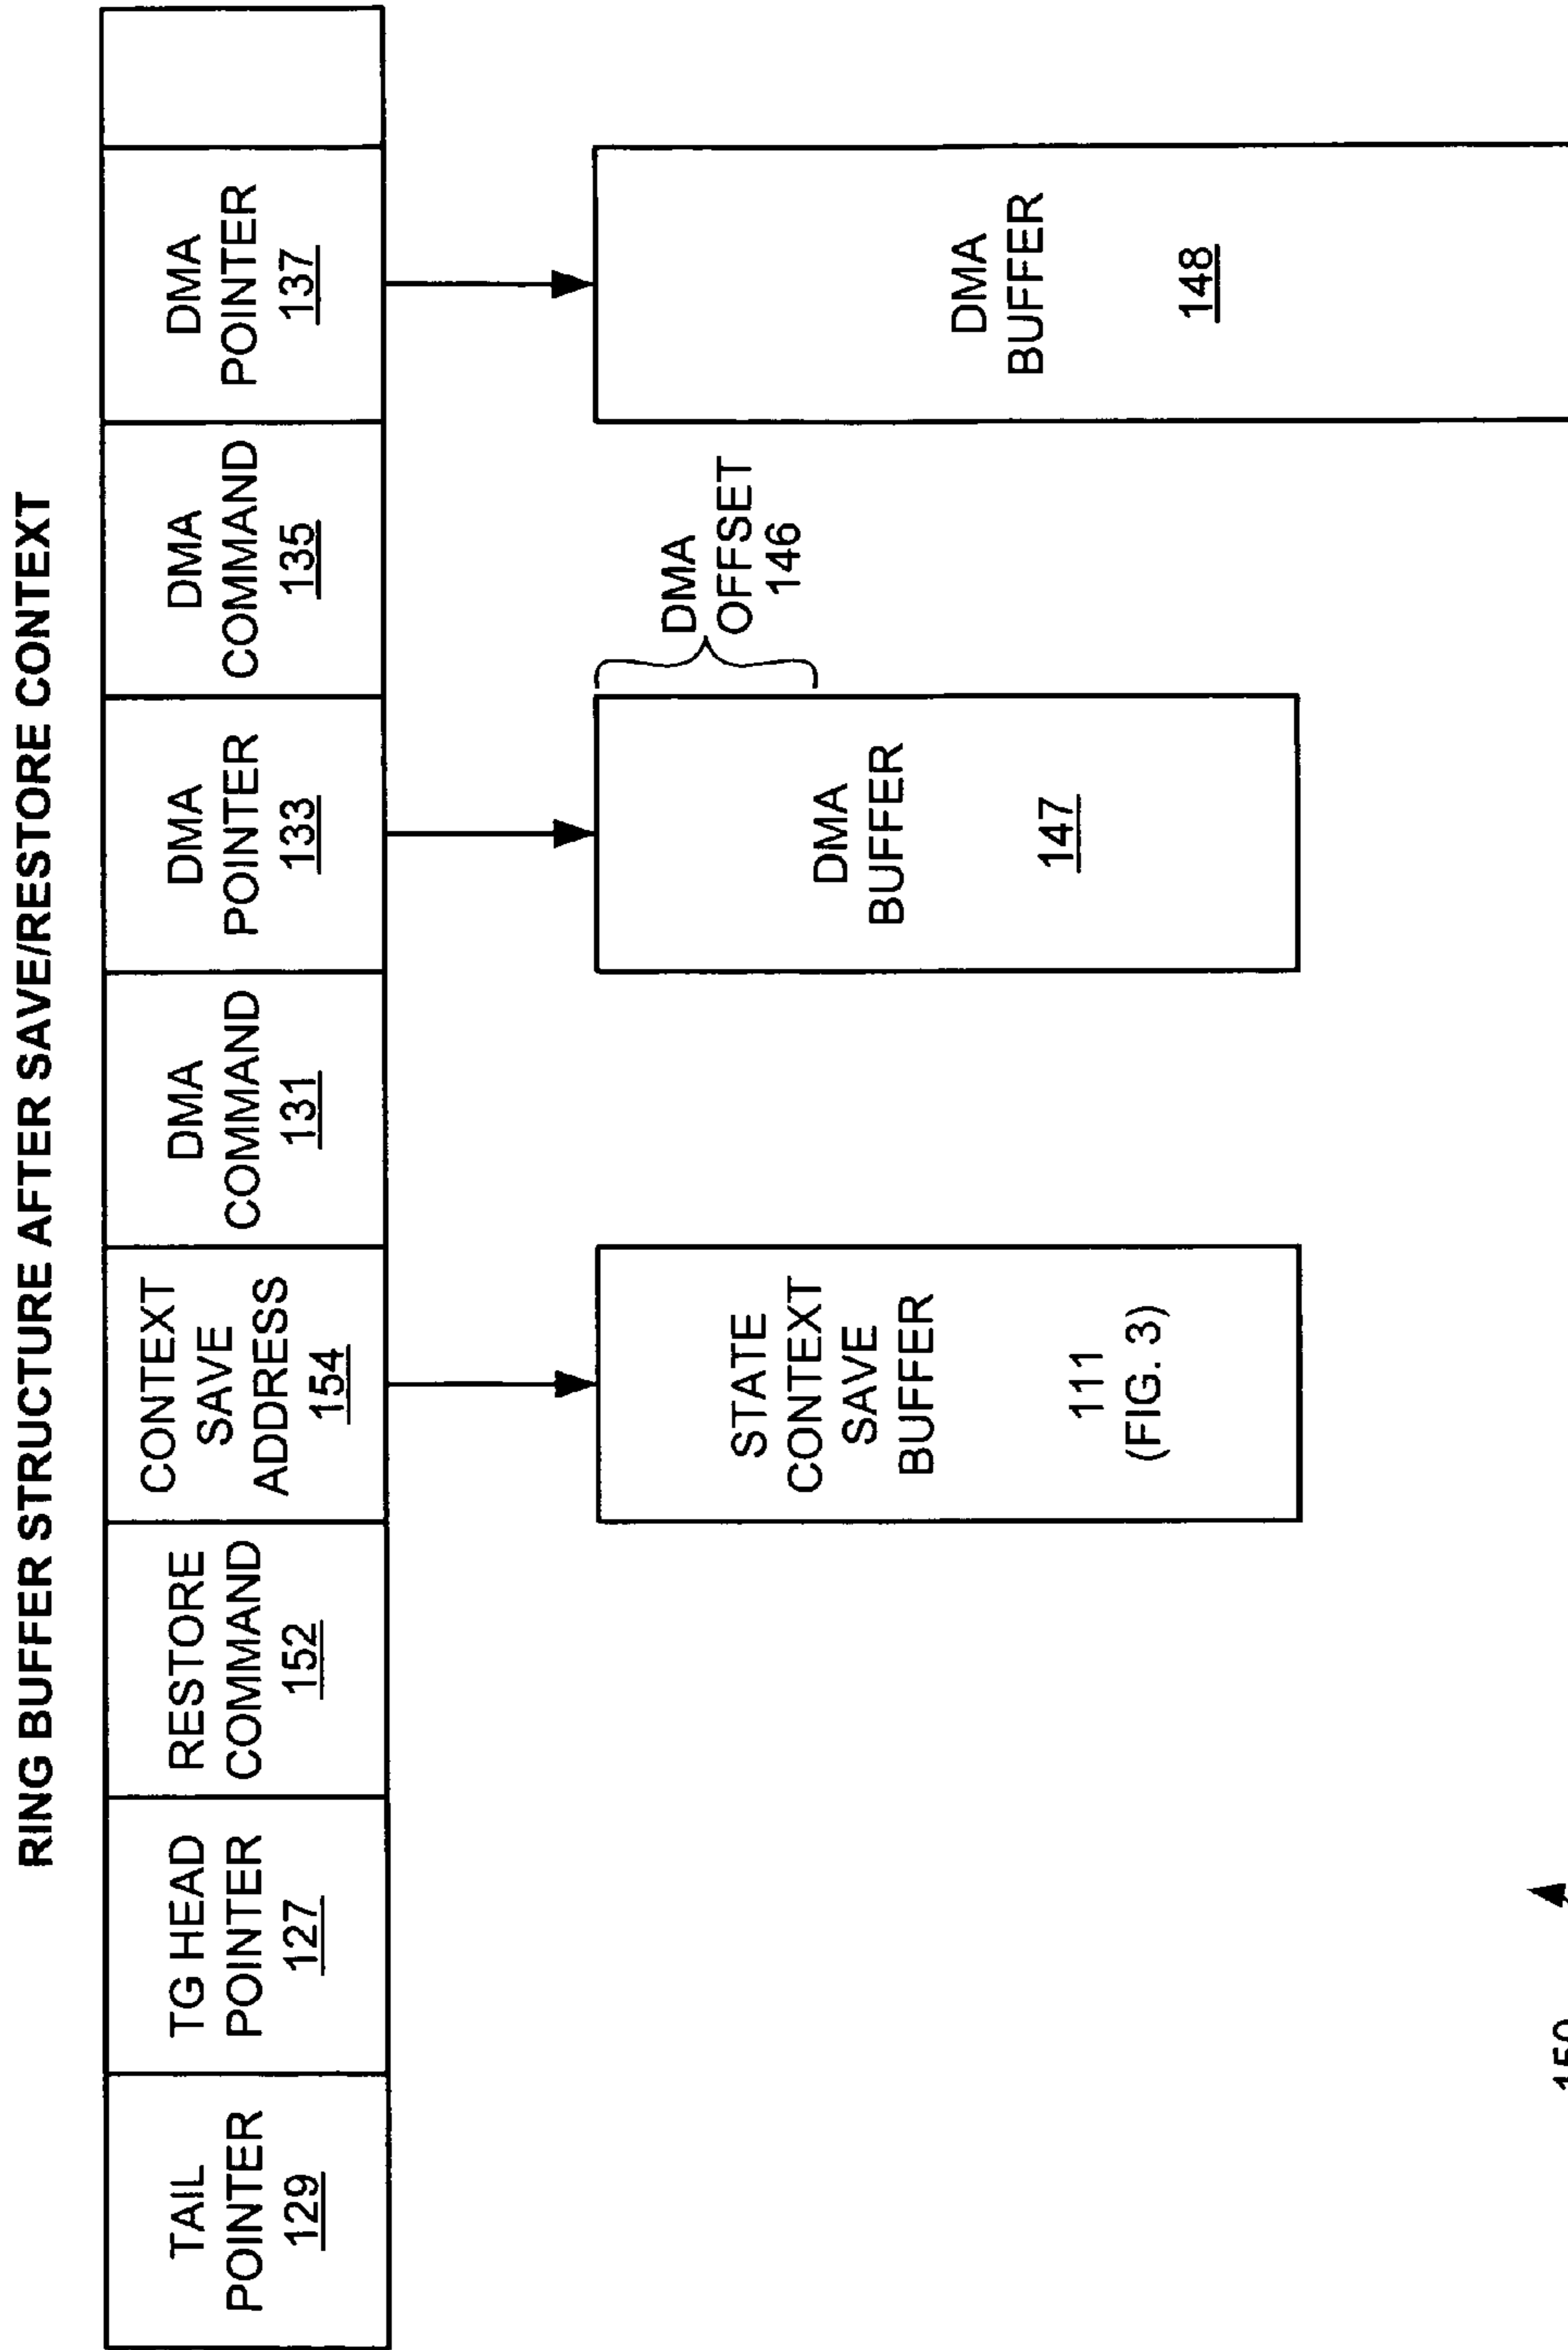 RING BUFFER STRUCTURE AFTER SAVE/RESTORE CONTEXT
TAIL
POINTER
129
TG HEAD
POINTER
127
RESTORE
COMMAND
152
CONTEXT
SAVE
ADDRESS
154
DMA
COMMAND
131
DMA
POINTER
133
DMA
COMMAND
135
DMA
POINTER
137
STATE
CONTEXT
SAVE
BUFFER
111
(FIG. 3)
DMA
BUFFER
147
DMA
OFFSET
146
DMA
BUFFER
148